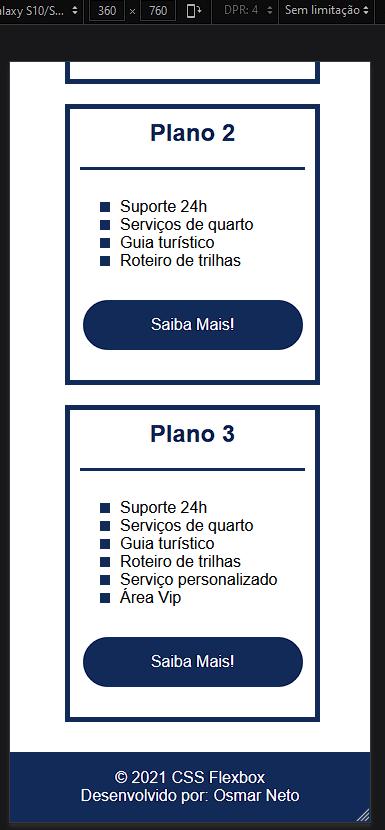 alaxy S10/S... 360 × 760 DPR: 4 Sem limitação
Plano 2
Suporte 24h
Serviços de quarto
Guia turístico
Roteiro de trilhas
Saiba Mais!
Plano 3
Suporte 24h
Serviços de quarto
Guia turístico
Roteiro de trilhas
Serviço personalizado
Área Vip
Saiba Mais!
© 2021 CSS Flexbox
Desenvolvido por: Osmar Neto